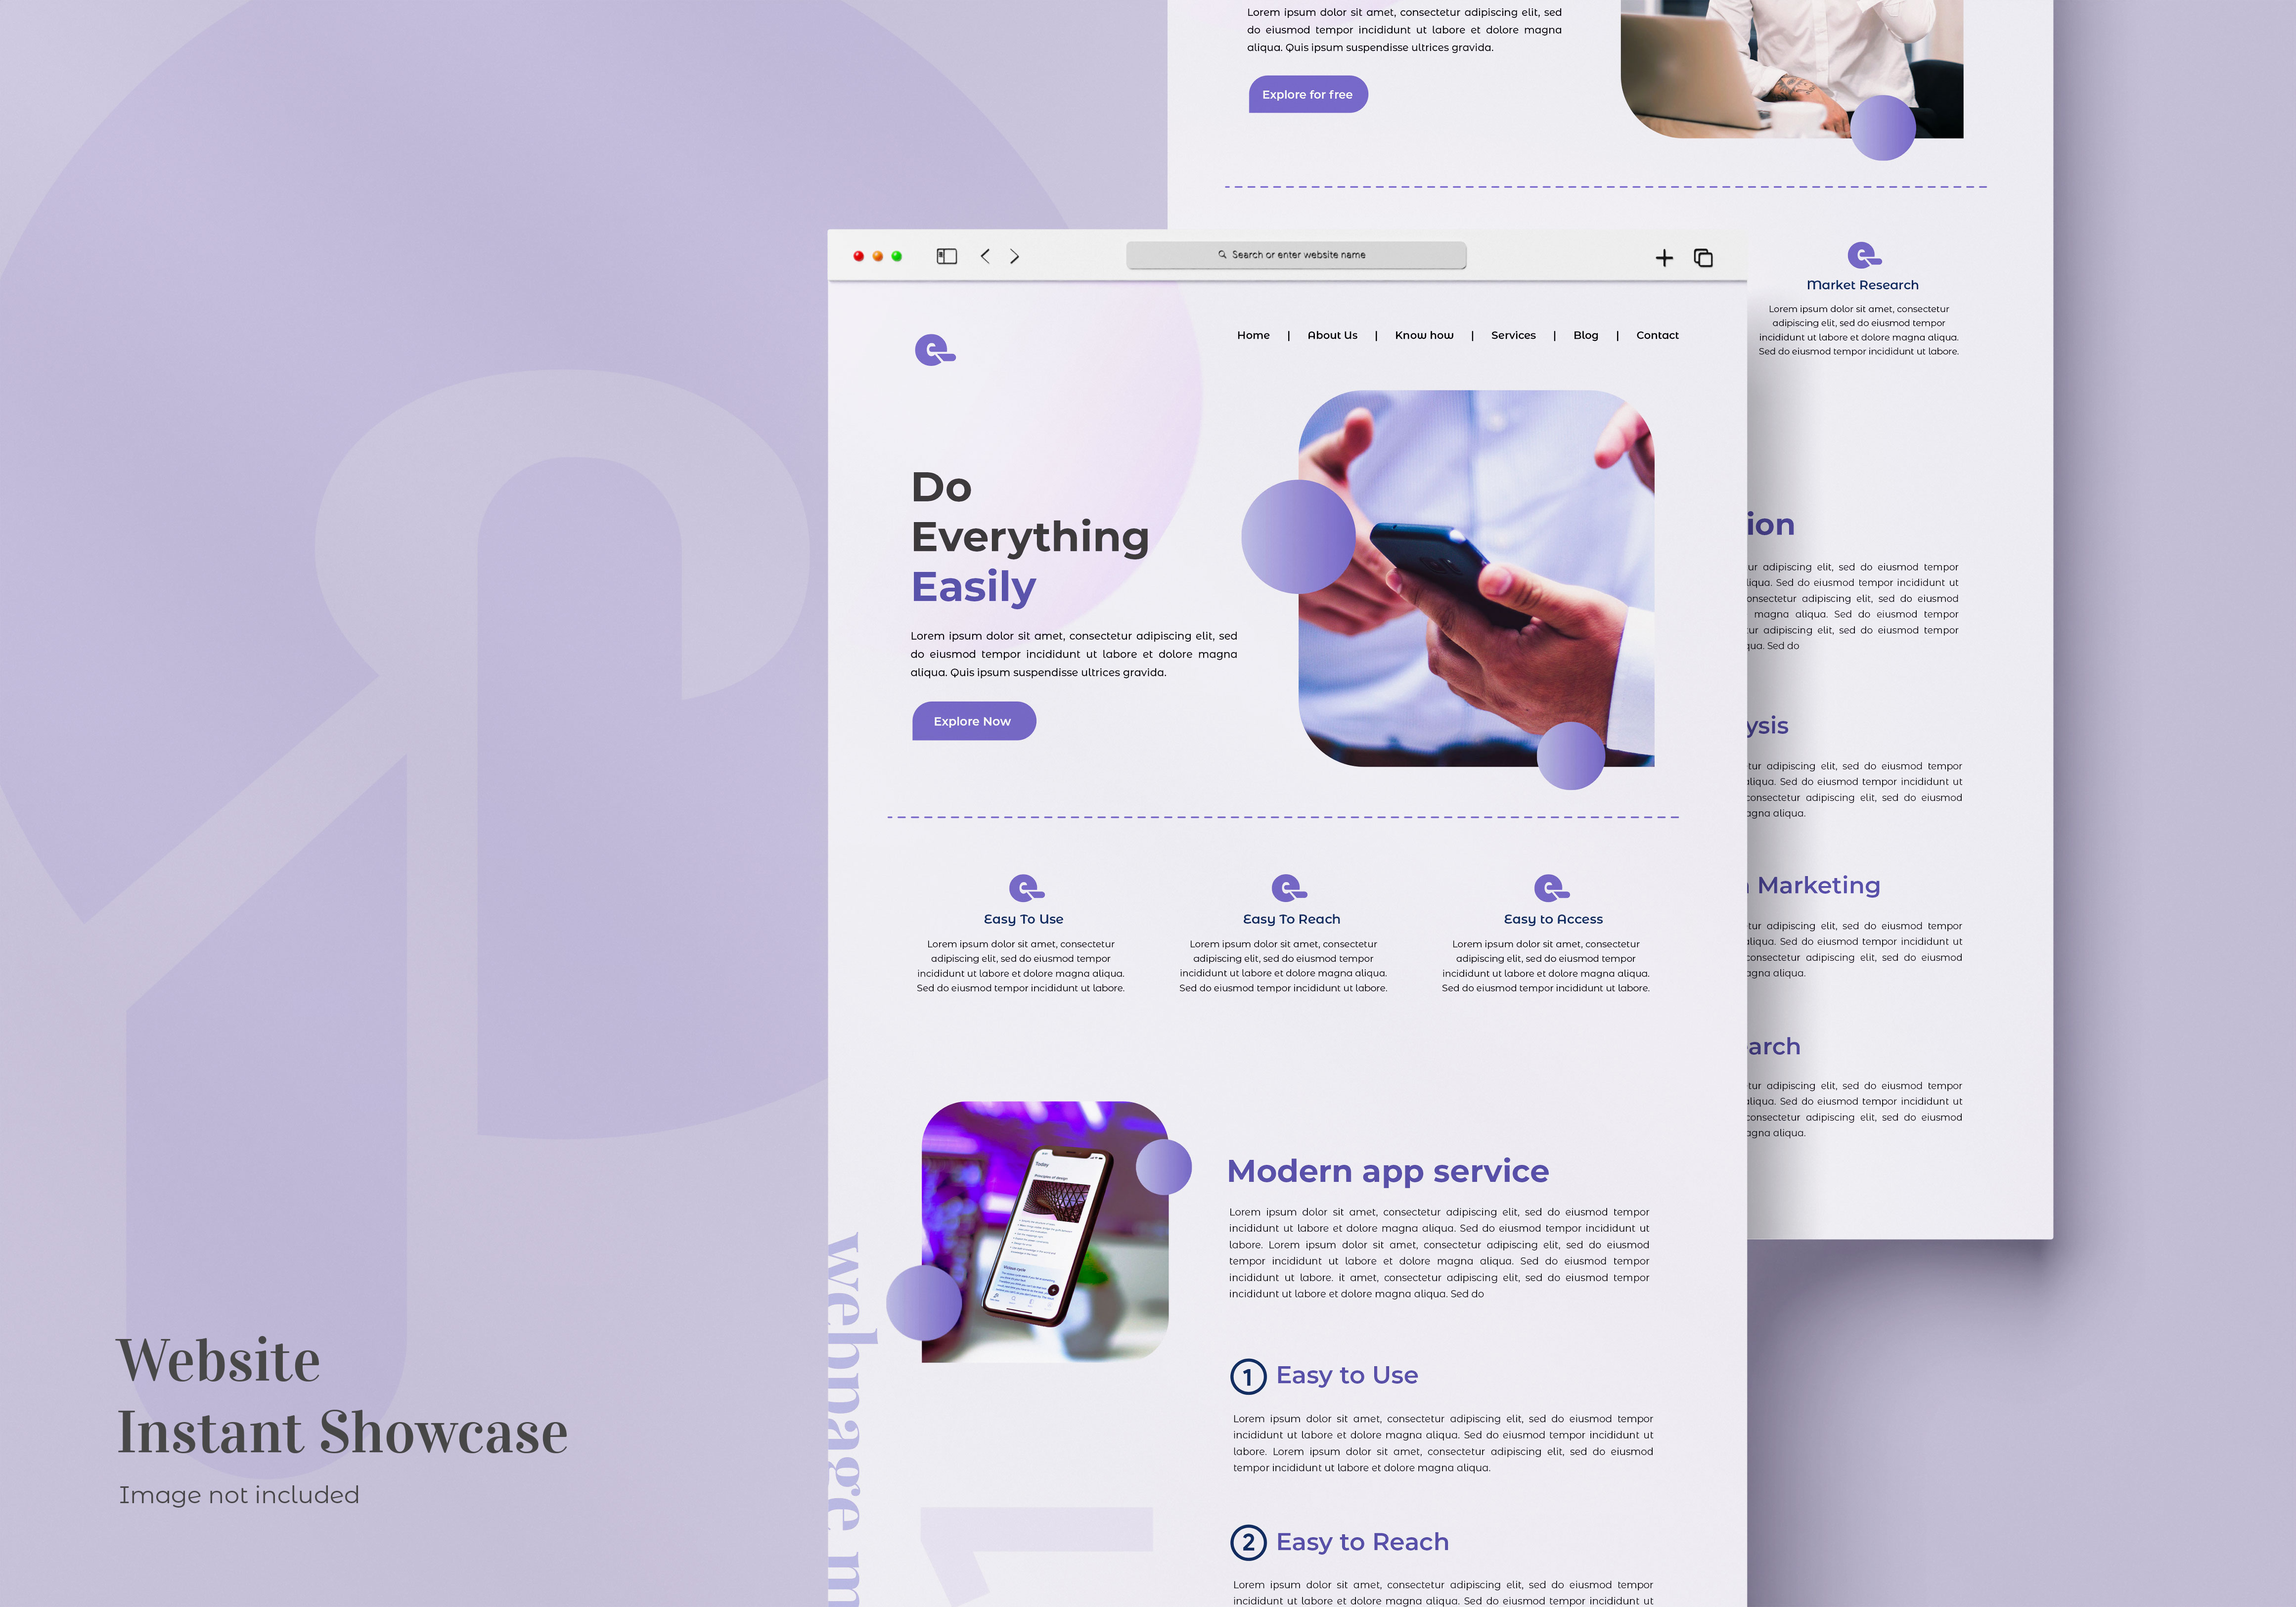 Lorem ipsum dolor sit amet, consectetur adipiscing elit, sed
do eiusmod tempor incididunt ut labore et dolore magna
aliqua. Quis ipsum suspendisse ultrices gravida.
Explore for free
Market Research
Lorem ipsum dolor sit amet, consectetur
adipiscing elit, sed do eiusmod tempor
incididunt ut labore et dolore magna aliqua.
Sed do eiusmod tempor incididunt ut labore.
adipiscing elit, sed do eiusmod tempor
Sed do eiusmod tempor incididunt ut
adipiscing elit, sed do eiusmod
magna aliqua. Sed do eiusmod tempor
adipiscing elit, sed do eiusmod tempor
Sed do
adipiscing elit, sed do eiusmod tempor
Sed do eiusmod tempor incididunt ut
consectetur adipiscing elit, sed do eiusmod
aliqua.
Marketing
adipiscing elit, sed do eiusmod tempor
Sed do eiusmod tempor incididunt ut
consectetur adipiscing elit, sed do eiusmod
aliqua.
adipiscing elit, sed do eiusmod tempor
Sed do eiusmod tempor incididunt ut
consectetur adipiscing elit, sed do eiusmod
aliqua.
Search or enter website name
Home | About Us | Know how | Services | Blog | Contact
Do
Everything
Easily
Lorem ipsum dolor sit amet, consectetur adipiscing elit, sed
do eiusmod tempor incididunt ut labore et dolore magna
aliqua. Quis ipsum suspendisse ultrices gravida.
Explore Now
Easy To Use
Lorem ipsum dolor sit amet, consectetur
adipiscing elit, sed do eiusmod tempor
incididunt ut labore et dolore magna aliqua.
Sed do eiusmod tempor incididunt ut labore.
Easy To Reach
Lorem ipsum dolor sit amet, consectetur
adipiscing elit, sed do eiusmod tempor
incididunt ut labore et dolore magna aliqua.
Sed do eiusmod tempor incididunt ut labore.
Easy to Access
Lorem ipsum dolor sit amet, consectetur
adipiscing elit, sed do eiusmod tempor
incididunt ut labore et dolore magna aliqua.
Sed do eiusmod tempor incididunt ut labore.
Today
Principles of design
Modern app service
Lorem ipsum dolor sit amet, consectetur adipiscing elit, sed do eiusmod tempor
incididunt ut labore et dolore magna aliqua. Sed do eiusmod tempor incididunt ut
labore. Lorem ipsum dolor sit amet, consectetur adipiscing elit, sed do eiusmod
tempor incididunt ut labore et dolore magna aliqua. Sed do eiusmod tempor
incididunt ut labore. it amet, consectetur adipiscing elit, sed do eiusmod tempor
incididunt ut labore et dolore magna aliqua. Sed do
1 Easy to Use
Lorem ipsum dolor sit amet, consectetur adipiscing elit, sed do eiusmod tempor
incididunt ut labore et dolore magna aliqua. Sed do eiusmod tempor incididunt ut
labore. Lorem ipsum dolor sit amet, consectetur adipiscing elit, sed do eiusmod
tempor incididunt ut labore et dolore magna aliqua.
2 Easy to Reach
Lorem ipsum dolor sit amet, consectetur adipiscing elit, sed do eiusmod tempor
incididunt ut labore et dolore magna aliqua. Sed do eiusmod tempor incididunt ut
webpage
Website
Instant Showcase
Image not included